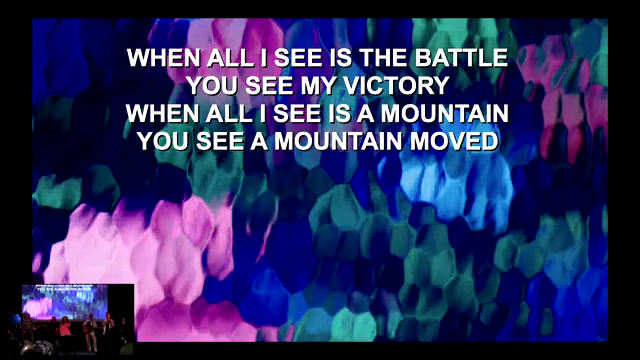 WHEN ALL I SEE IS THE BATTLE
YOU SEE MY VICTORY
WHEN ALL I SEE IS A MOUNTAIN
YOU SEE A MOUNTAIN MOVED